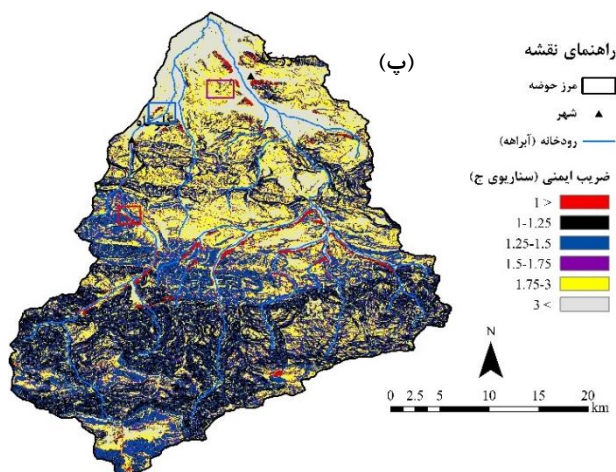 (پ)
راهنمای نقشه
مرز حوضه
شهر
رودخانه (آبراهه)
ضریب ایمنی (سناریوی ج)
1 >
1-1.25
1.25-1.5
1.5-1.75
1.75-3
3 <
N
0 2.5 5 10 15 20
km